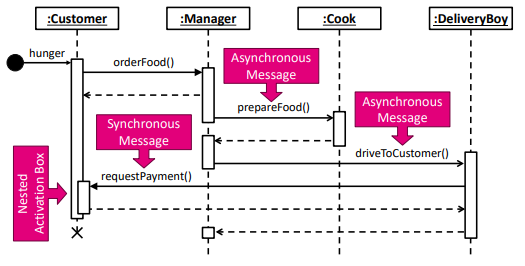 :Customer
:Manager
:Cook
:DeliveryBoy
hunger
orderFood()
Asynchronous
Message
prepareFood()
Asynchronous
Message
Synchronous
Message
driveToCustomer()
requestPayment()
Nested
Activation Box